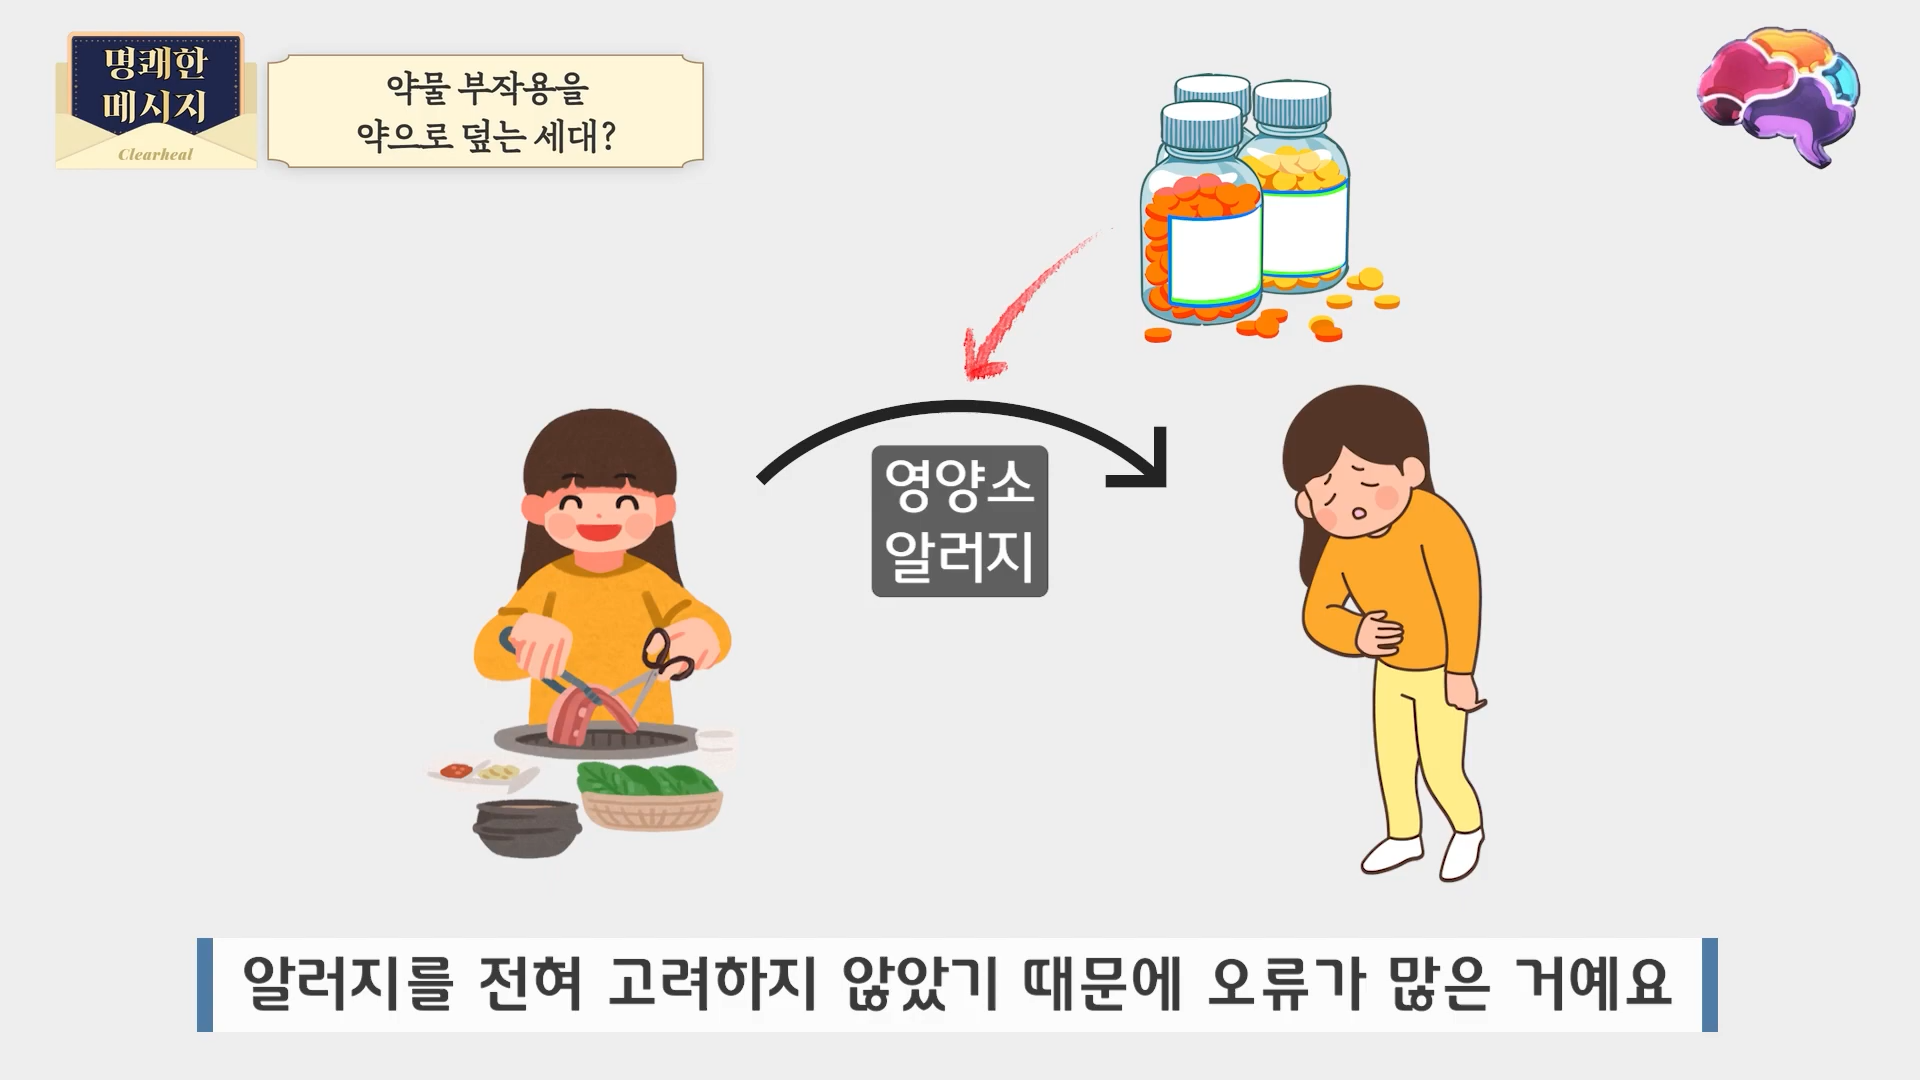 명쾌한
메시지
Clearheal
약물 부작용을
약으로 덮는 세대?
영양소
알러지
알러지를 전혀 고려하지 않았기 때문에 오류가 많은 거예요